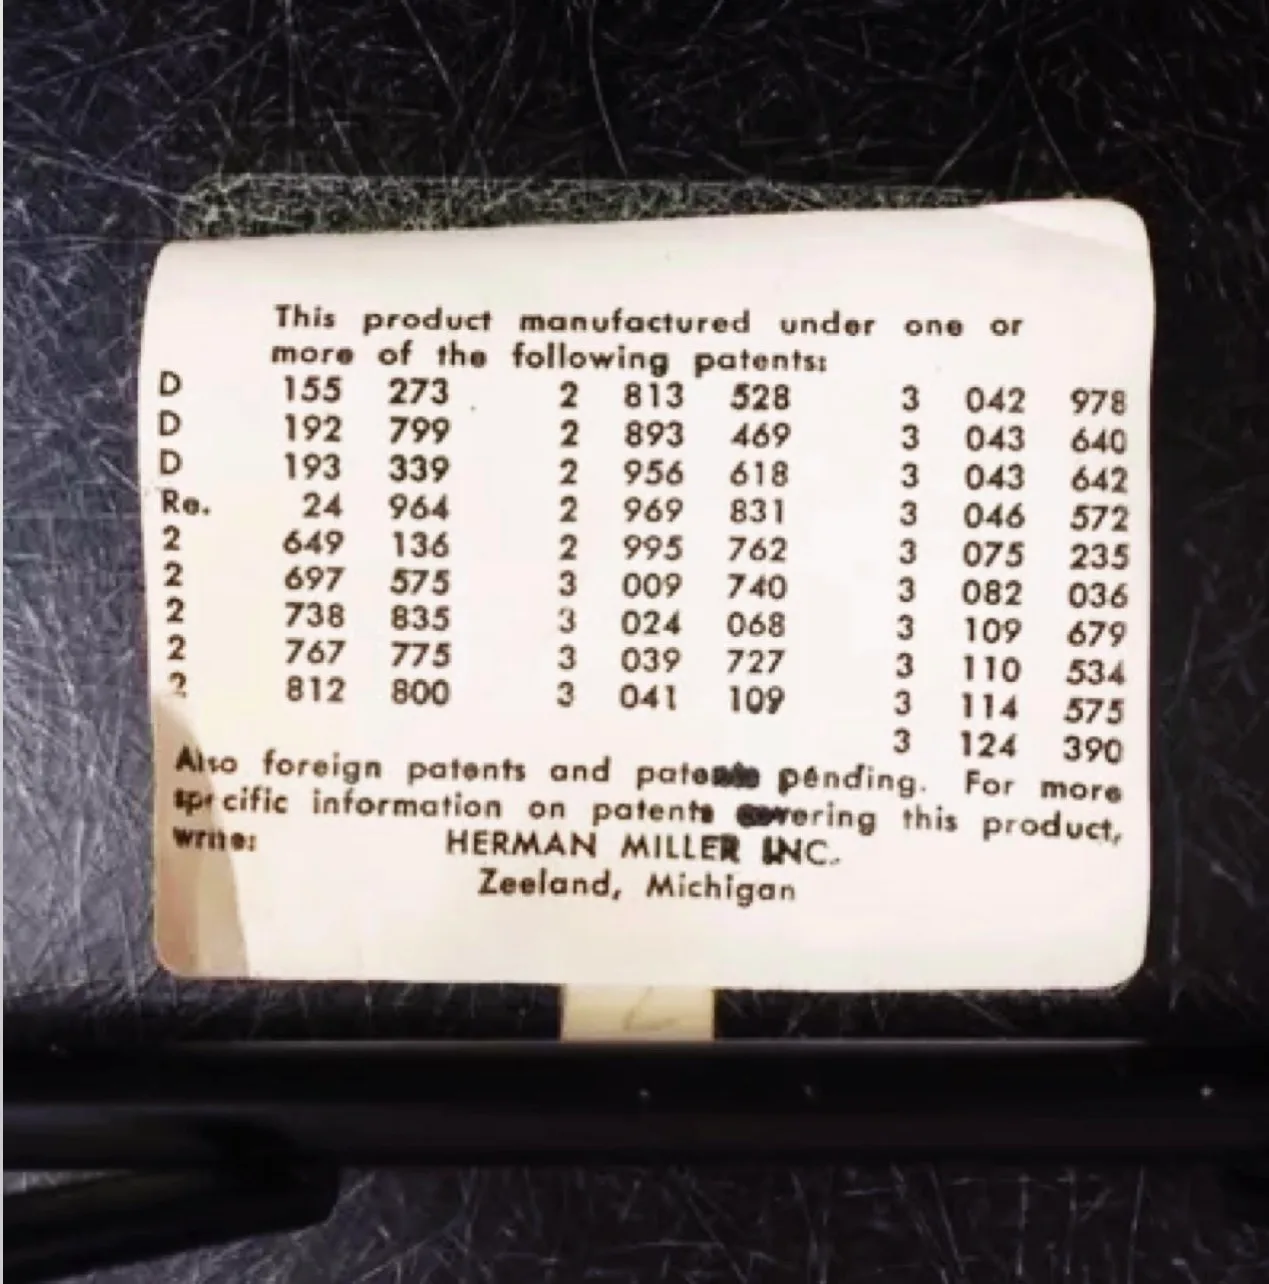 This product manufactured under one or
more of the following patents:
D 155 273 2 813 528 3 042 978
D 192 799 2 893 469 3 043 640
D 193 339 2 956 618 3 043 642
Re. 24 964 2 969 831 3 046 572
2 649 136 2 995 762 3 075 235
2 697 575 3 009 740 3 082 036
2 738 835 3 024 068 3 109 679
2 767 775 3 039 727 3 110 534
2 812 800 3 041 109 3 114 575
3 124 390
Also foreign patents and patents pending. For more
specific information on patents covering this product,
write: HERMAN MILLER INC.
Zeeland, Michigan